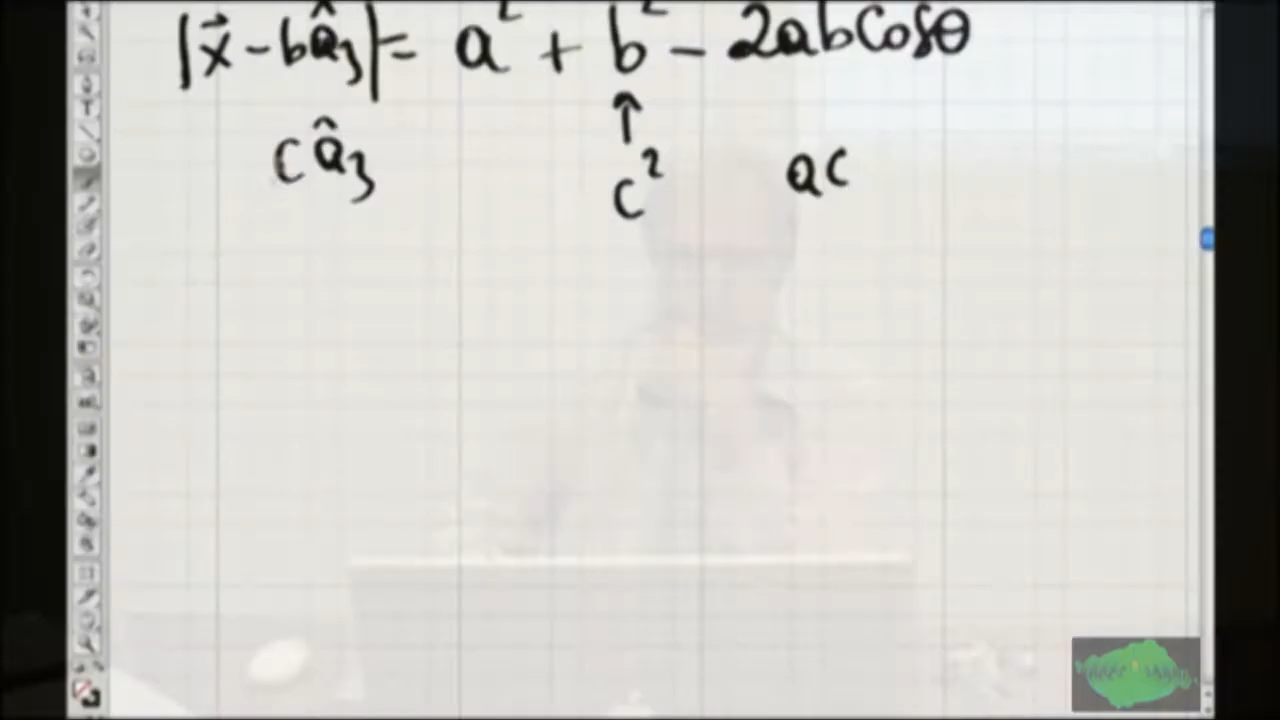 |x⃗ - bâ₃| = a² + b² - 2abCosθ
↑
câ₃ c² ac